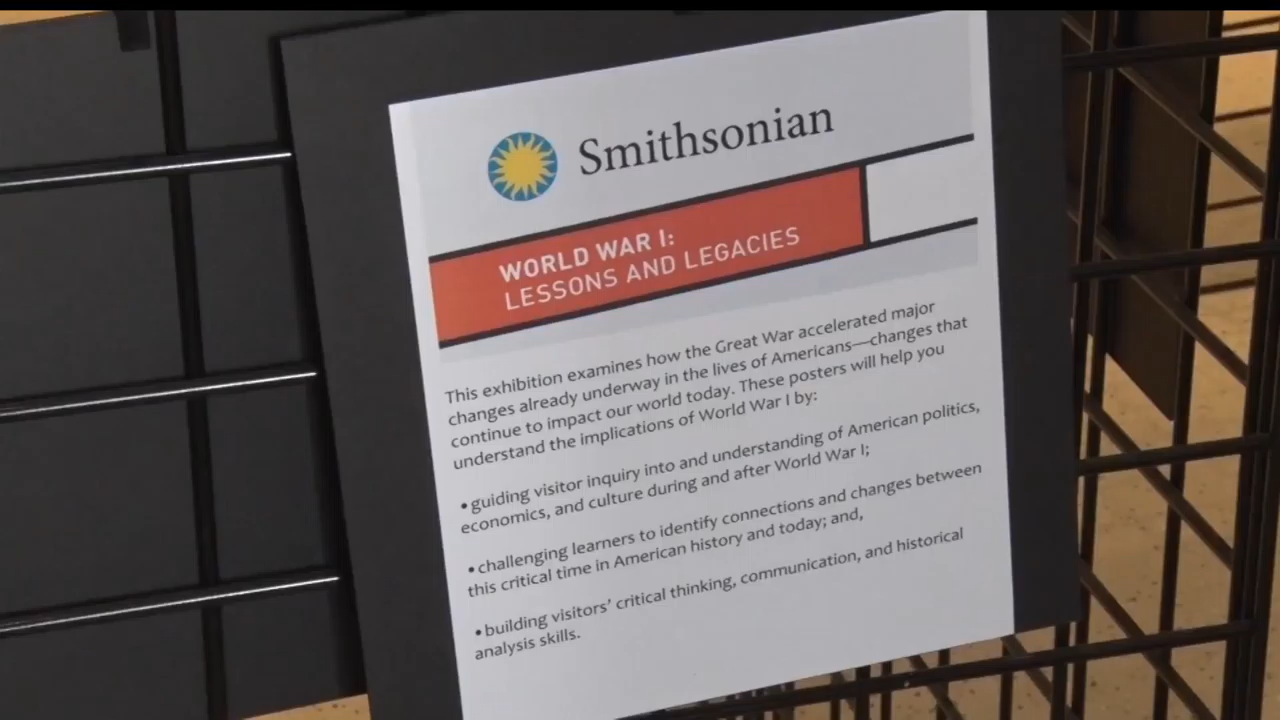 Smithsonian
WORLD WAR I:
LESSONS AND LEGACIES
This exhibition examines how the Great War accelerated major
changes already underway in the lives of Americans—changes that
continue to impact our world today. These posters will help you
understand the implications of World War I by:
• guiding visitor inquiry into and understanding of American politics,
economics, and culture during and after World War I;
• challenging learners to identify connections and changes between
this critical time in American history and today; and,
• building visitors’ critical thinking, communication, and historical
analysis skills.